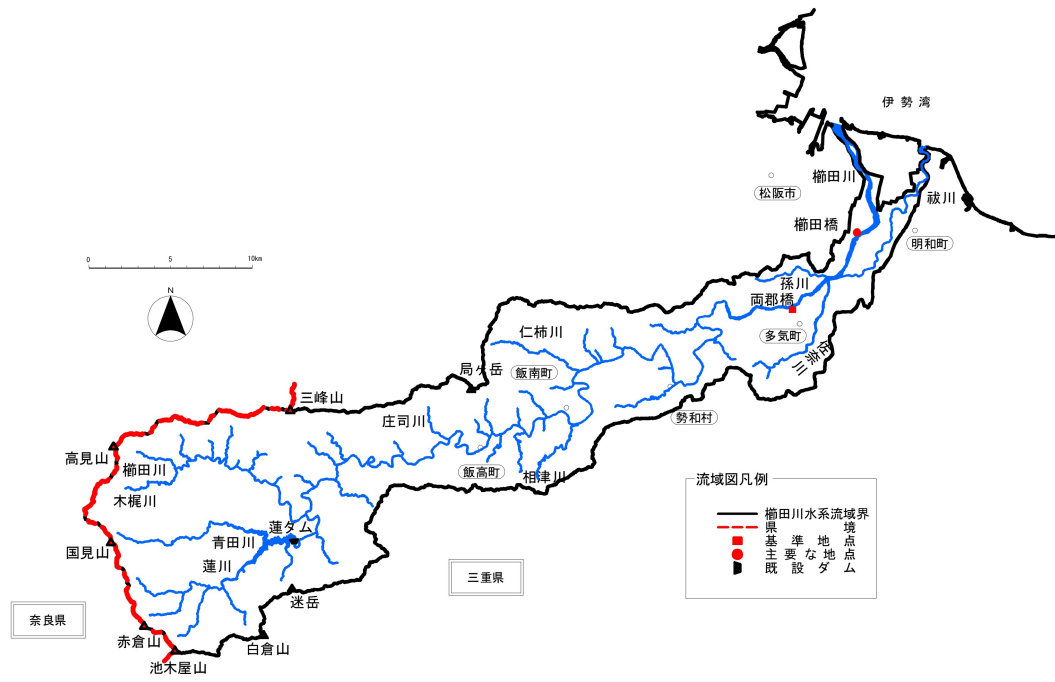 伊勢湾
櫛田川
松阪市
祓川
櫛田橋
明和町
0 5 10km
孫川
両郡橋
N
多気町
仁柿川
佐奈川
局ヶ岳
飯南町
三峰山
庄司川
勢和村
高見山
櫛田川
飯高町
相津川
木梶川
流域図凡例
櫛田川水系流域界
県境
基準地点
主要な地点
既設ダム
蓮ダム
青田川
国見山
蓮川
三重県
迷岳
奈良県
赤倉山
白倉山
池木屋山